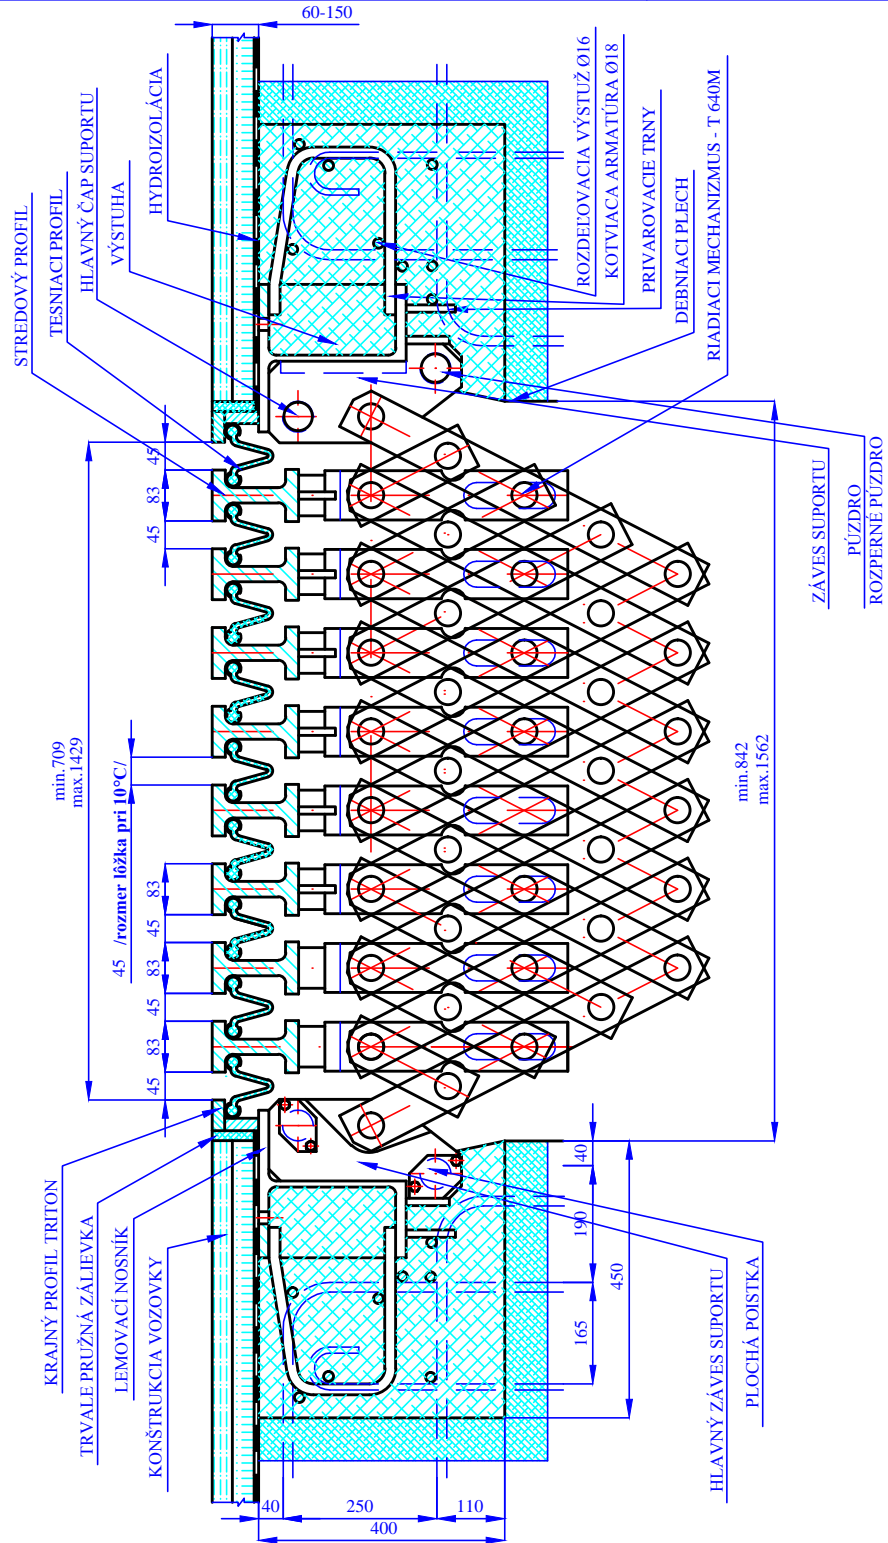 60-150
STREDOVÝ PROFIL
TESNIACI PROFIL
HLAVNÝ ČAP SUPORTU
VÝSTUHA
HYDROIZOLÁCIA
ROZDEĽOVACIA VÝSTUŽ Ø16
KOTVIACA ARMATÚRA Ø18
PRIVAROVACIE TRNY
DEBNIACI PLECH
RIADIACI MECHANIZMUS - T 640M
ZÁVES SUPORTU
PÚZDRO
ROZPERNÉ PÚZDRO
45
83
45
min.709
max.1429
45 /rozmer lôžka pri 10°C/
83
45
83
45
83
45
min.842
max.1562
KRAJNÝ PROFIL TRITON
TRVALE PRUŽNÁ ZÁLIEVKA
LEMOVACÍ NOSNÍK
KONŠTRUKCIA VOZOVKY
40
190
165
450
HLAVNÝ ZÁVES SUPORTU
PLOCHÁ POISTKA
40
250
110
400